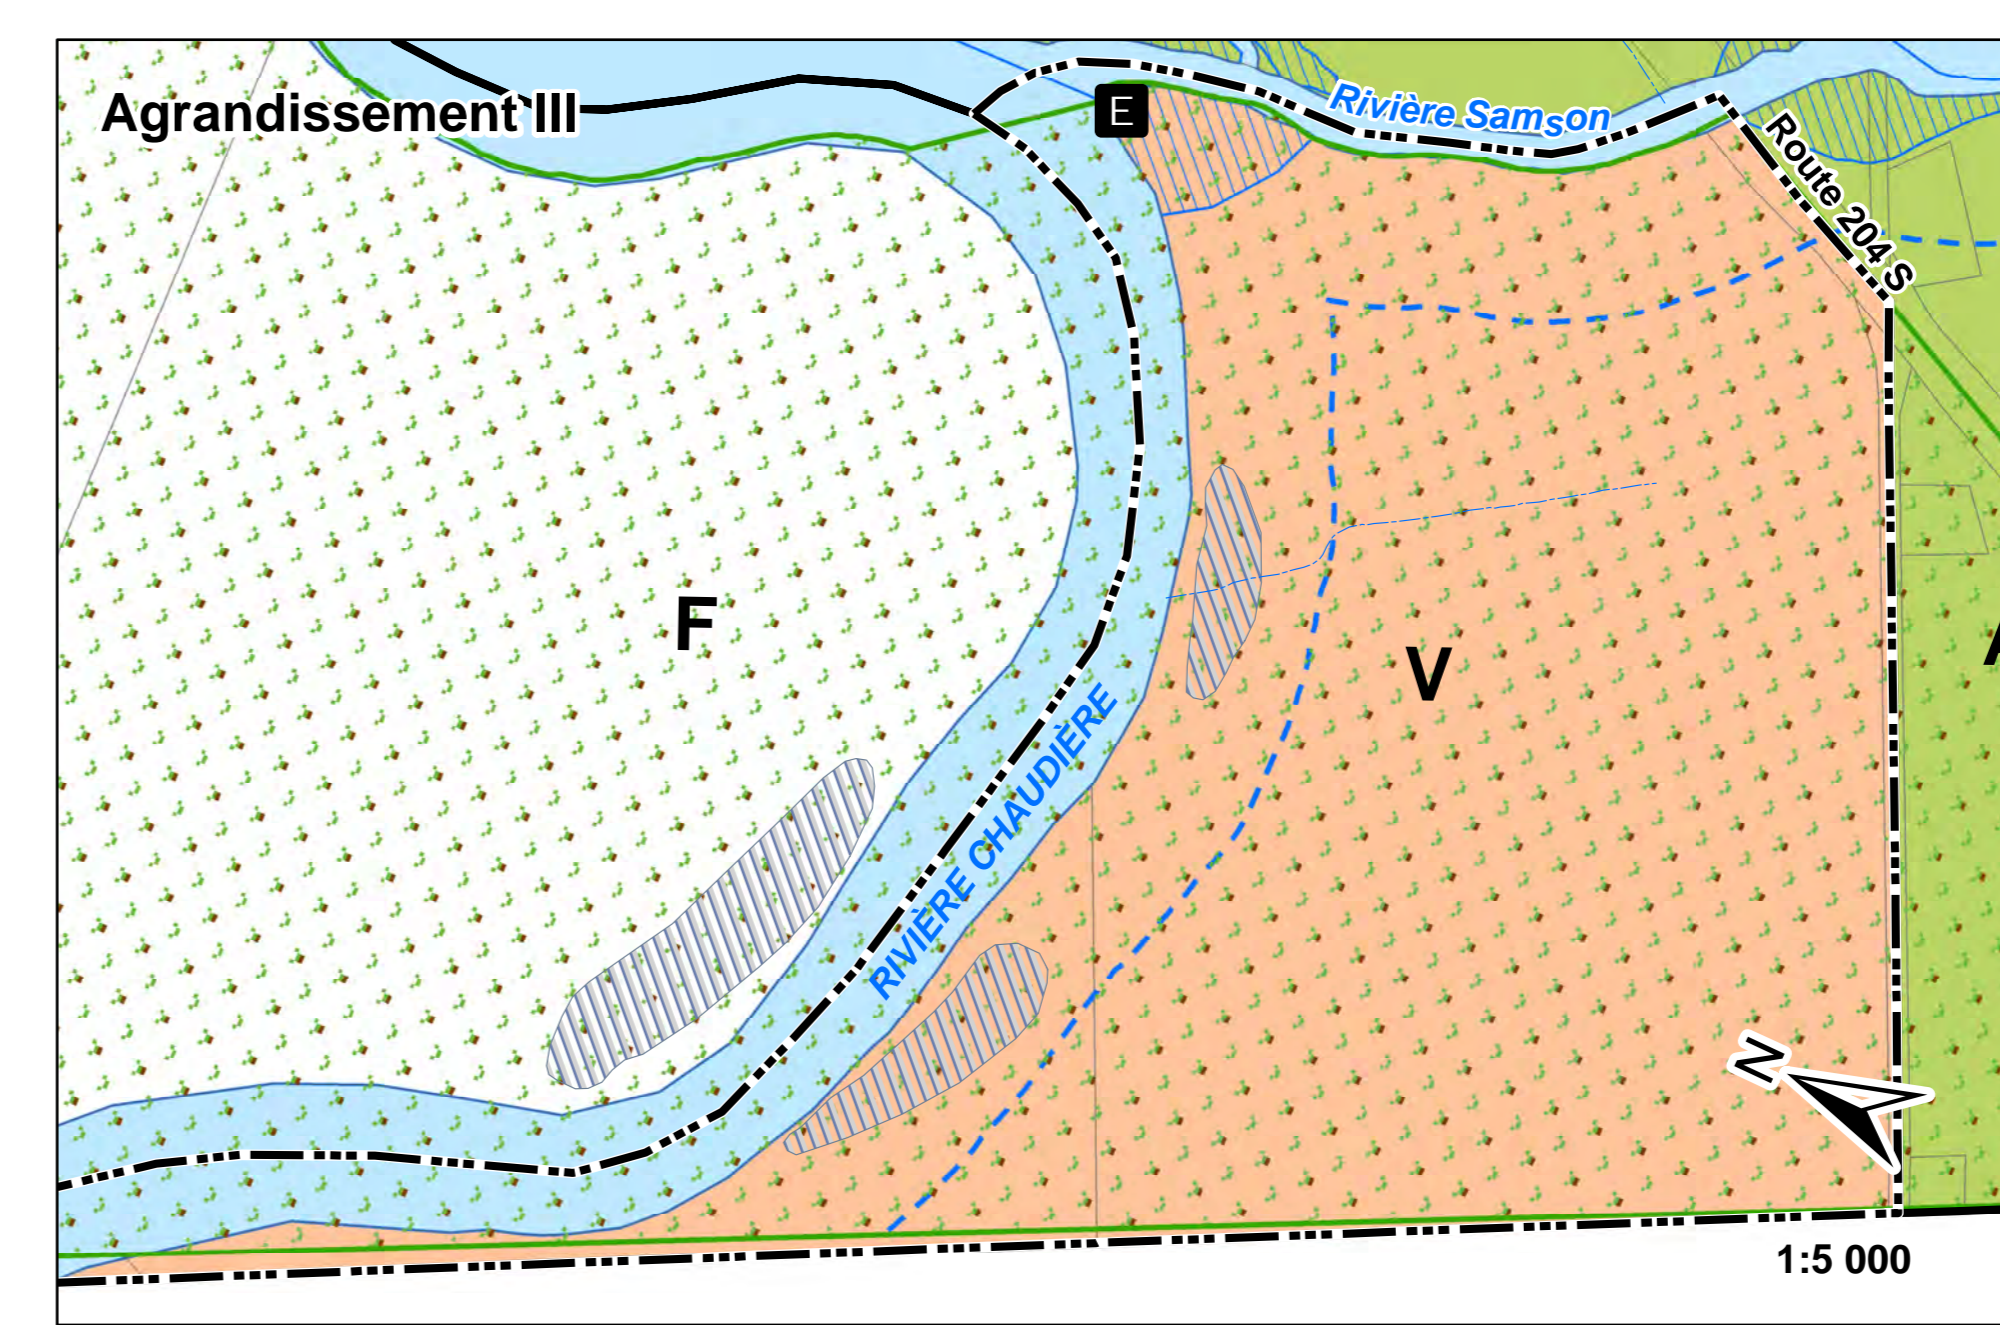 Agrandissement III
E
Rivière Samson
Route 204 S
F
V
RIVIÈRE CHAUDIÈRE
N
1:5 000